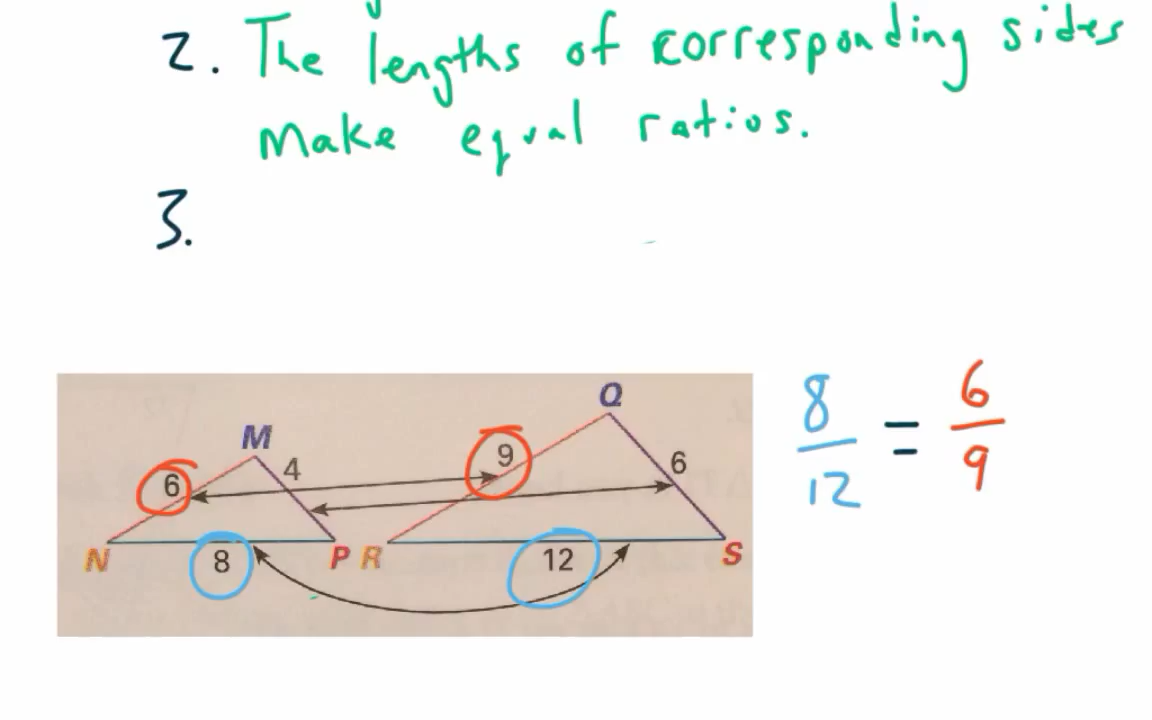 2. The lengths of corresponding sides
Make equal ratios.
3.
Q
M
6
4
9
6
N
8
P
R
12
S
8/12 = 6/9